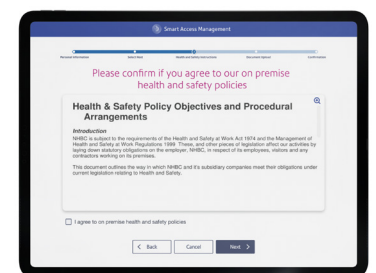 Smart Access Management
Personal Information Select Slots Health and Safety Instructions Document Upload Confirmation
Please confirm if you agree to our on premise
health and safety policies
Health & Safety Policy Objectives and Procedural
Arrangements
Introduction
NHBC is subject to the requirements of the Health and Safety at Work Act 1974 and the Management of
Health and Safety at Work Regulations 1999 These, and other pieces of legislation affect our activities by
laying down statutory obligations on the employer, NHBC, in respect of its employees, visitors and any
contractors working on its premises.
This document outlines the way in which NHBC and it's subsidiary companies meet their obligations under
current legislation relating to Health and Safety.
I agree to on premise health and safety policies
Back Cancel Next